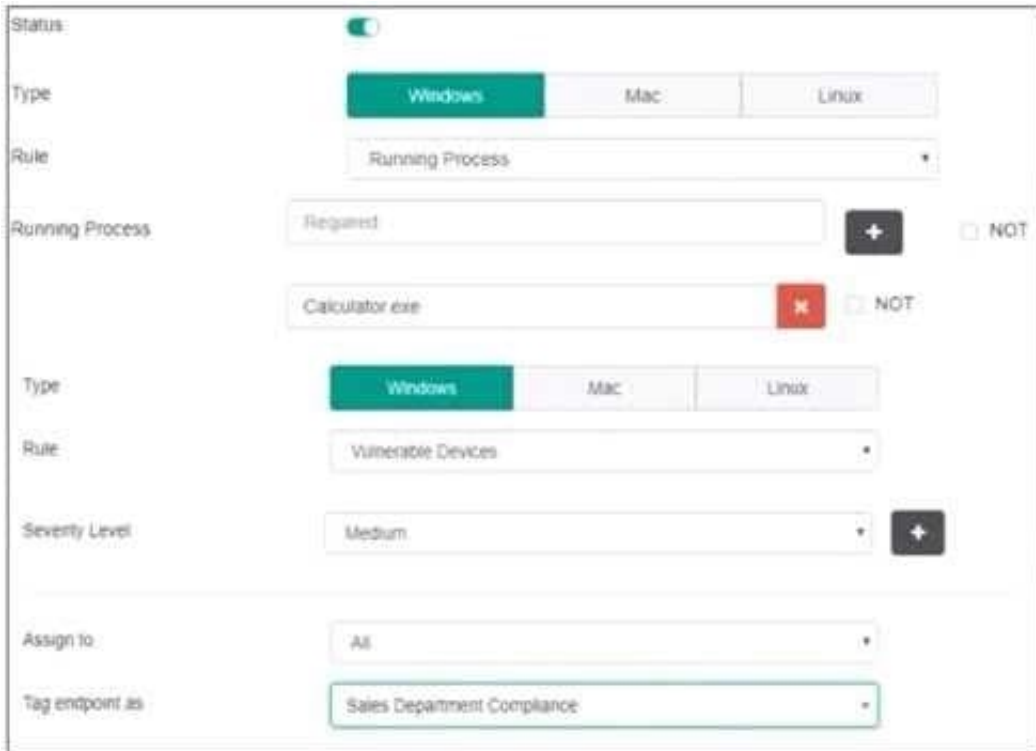 Status
Type Windows Mac Linux
Rule Running Process
Running Process Required + NOT
Calculator.exe × NOT
Type Windows Mac Linux
Rule Vulnerable Devices
Severity Level Medium +
Assign to All
Tag endpoint as Sales Department Compliance